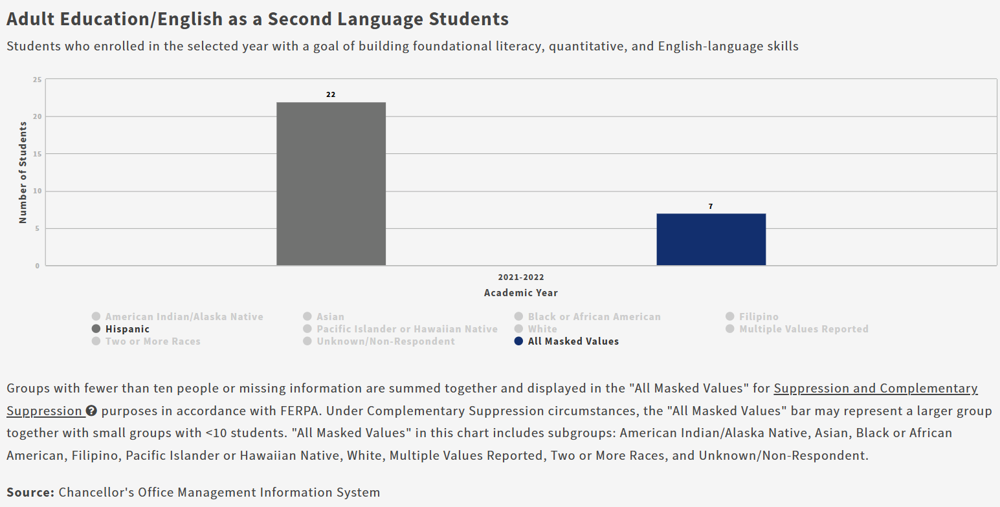 Adult Education/English as a Second Language Students
Students who enrolled in the selected year with a goal of building foundational literacy, quantitative, and English-language skills
25
22
20
Number of Students
15
10
7
5
0
2021-2022
Academic Year
American Indian/Alaska Native Asian Black or African American Filipino
Hispanic Pacific Islander or Hawaiian Native White Multiple Values Reported
Two or More Races Unknown/Non-Respondent All Masked Values
Groups with fewer than ten people or missing information are summed together and displayed in the "All Masked Values" for Suppression and Complementary
Suppression ? purposes in accordance with FERPA. Under Complementary Suppression circumstances, the "All Masked Values" bar may represent a larger group
together with small groups with <10 students. "All Masked Values" in this chart includes subgroups: American Indian/Alaska Native, Asian, Black or African
American, Filipino, Pacific Islander or Hawaiian Native, White, Multiple Values Reported, Two or More Races, and Unknown/Non-Respondent.
Source: Chancellor's Office Management Information System